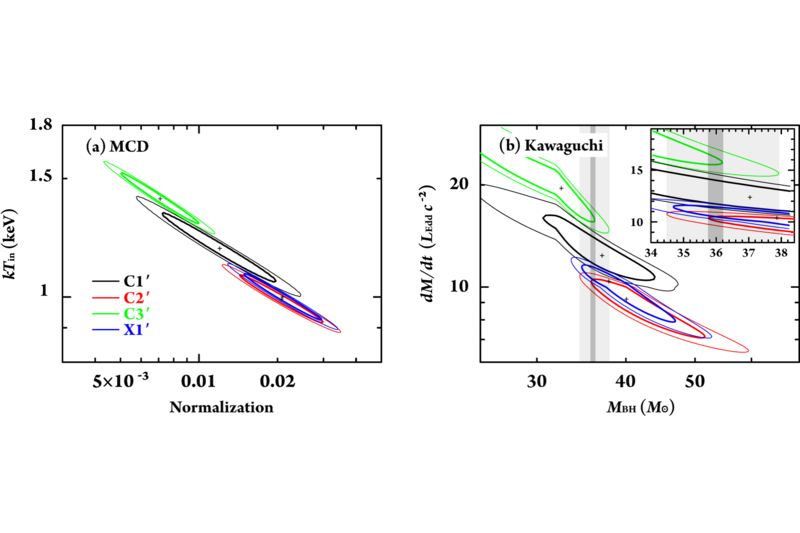 (a) MCD
1.8
1.5
1
kTin (keV)
C1′
C2′
C3′
X1′
5×10⁻³ 0.01 0.02
Normalization
(b) Kawaguchi
20
10
dM/dt (LEdd c⁻²)
30 40 50
MBH (M⊙)
15
10
34 35 36 37 38